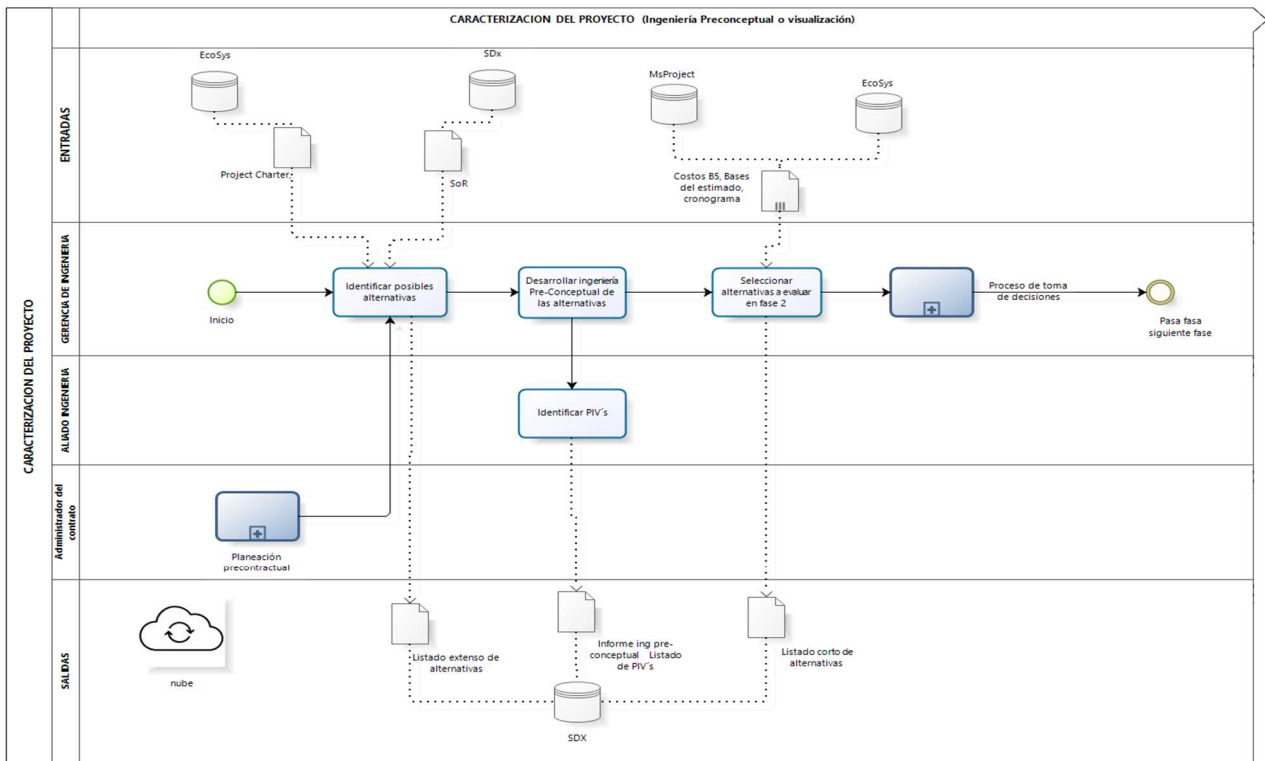 CARACTERIZACION DEL PROYECTO (Ingeniería Preconceptual o visualización)
CARACTERIZACION DEL PROYECTO
ENTRADAS
EcoSys
SDx
MsProject
EcoSys
Project Charter,
SoR
Costos B5, Bases
del estimado,
cronograma
GERENCIA DE INGENIERIA
Inicio
Identificar posibles
alternativas
Desarrollar ingeniería
Pre-Conceptual de
las alternativas
Seleccionar
alternativas a evaluar
en fase 2
Proceso de toma
de decisiones
Pasa fasa
siguiente fase
ALIADO INGENIERIA
Identificar PIV´s
Administrador del
contrato
Planeación
precontractual
SALIDAS
nube
Listado extenso de
alternativas
Informe ing pre-
conceptual Listado
de PIV´s
Listado corto de
alternativas
SDX